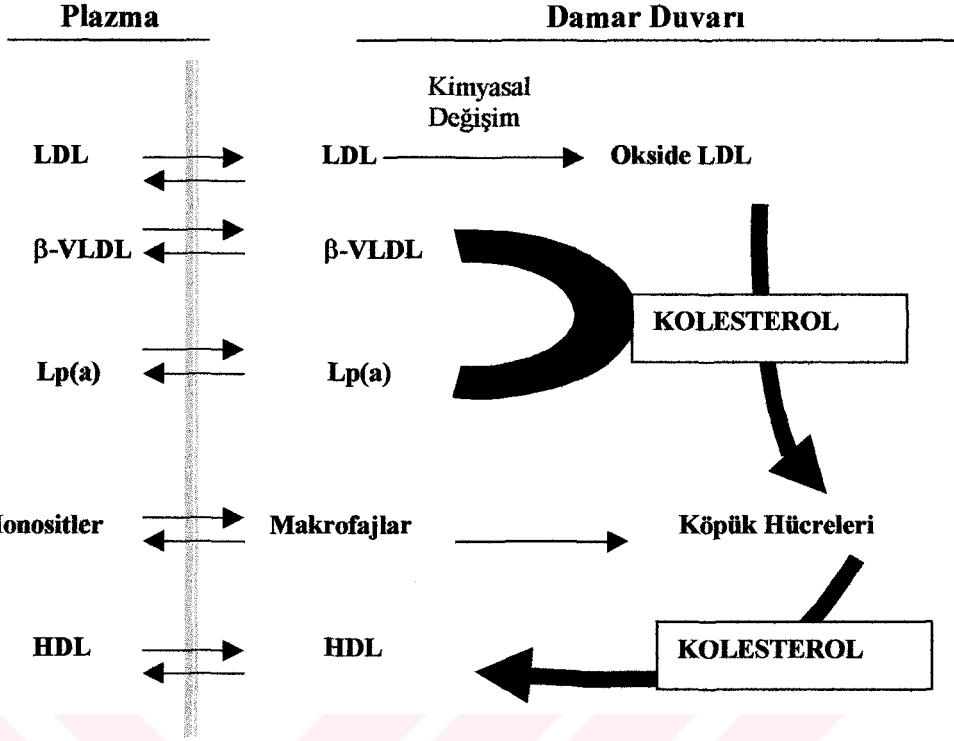 Plazma Damar Duvarı
Kimyasal
Değişim
LDL LDL Okside LDL
β-VLDL β-VLDL
KOLESTEROL
Lp(a) Lp(a)
onositler Makrofajlar Köpük Hücreleri
HDL HDL KOLESTEROL